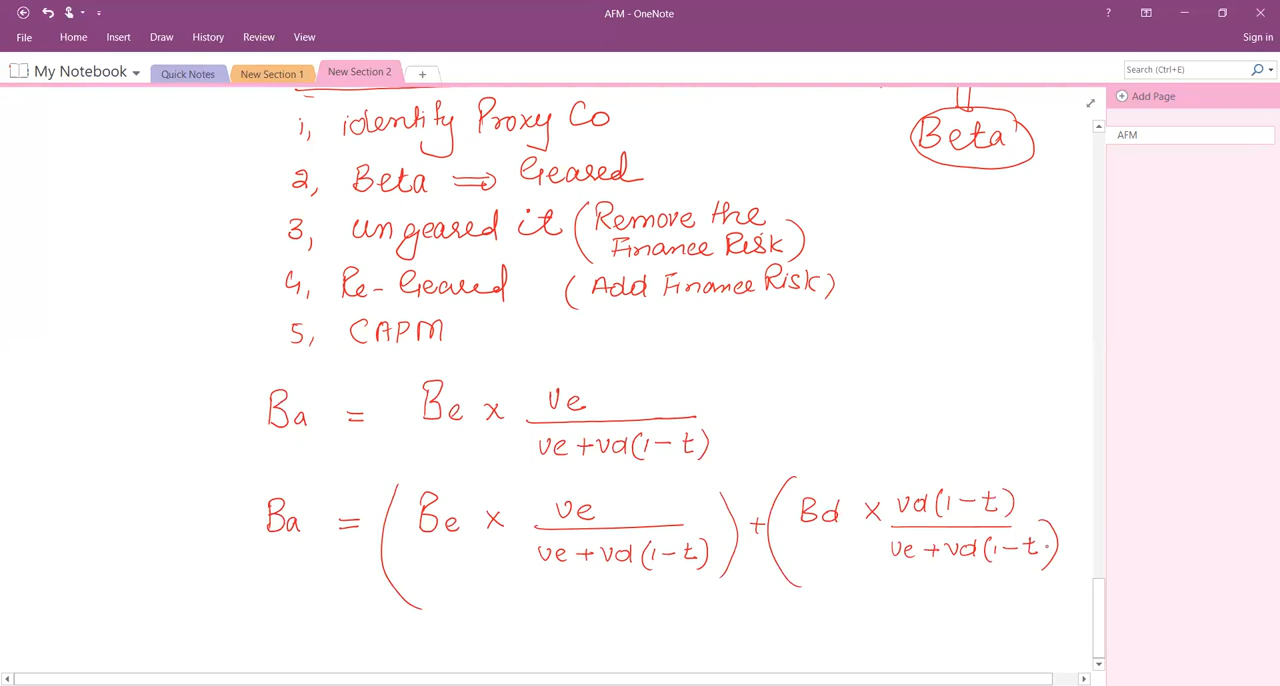 AFM - OneNote
File Home Insert Draw History Review View Sign in
My Notebook Quick Notes New Section 1 New Section 2 Search (Ctrl+E)
Add Page
AFM
Beta
1, identify Proxy Co
2, Beta ⟹ Geared
3, ungeared it (Remove the
Finance Risk)
4, Re-Geared (Add Finance Risk)
5, CAPM
Ba = Be × ve
ve+vd(1-t)
Ba = (Be × ve / ve+vd(1-t)) + (Bd × vd(1-t) / ve+vd(1-t))